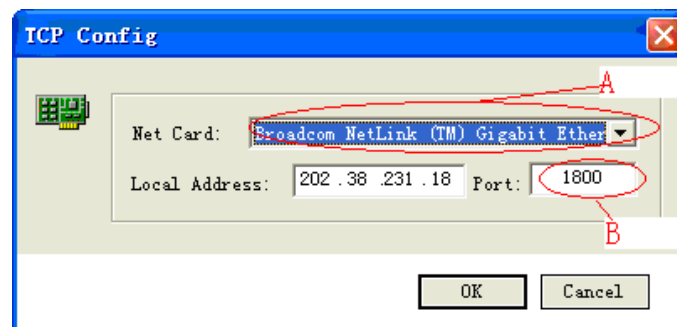 TCP Config
A
Net Card: Broadcom NetLink (TM) Gigabit Ether
Local Address: 202 .38 .231 .18 Port: 1800
B
OK Cancel